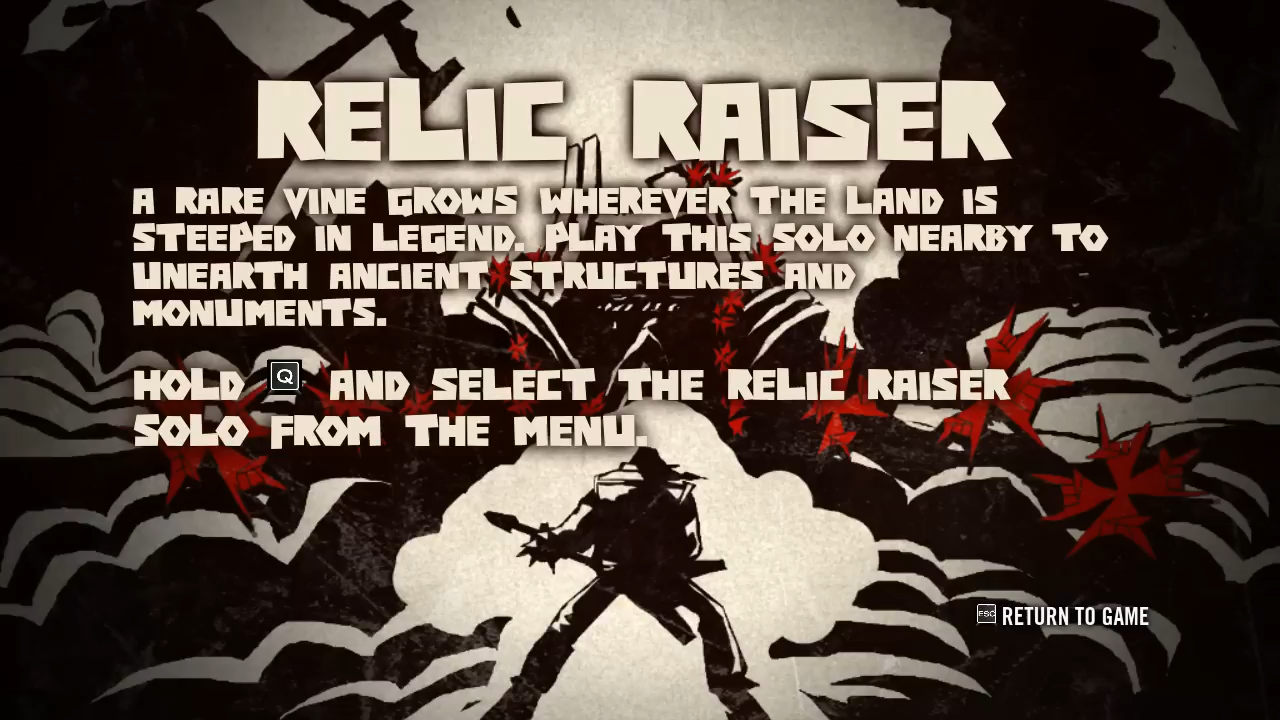 RELIC RAISER
A RARE VINE GROWS WHEREVER THE LAND IS
STEEPED IN LEGEND. PLAY THIS SOLO NEARBY TO
UNEARTH ANCIENT STRUCTURES AND
MONUMENTS.
HOLD Q AND SELECT THE RELIC RAISER
SOLO FROM THE MENU.
ESC RETURN TO GAME